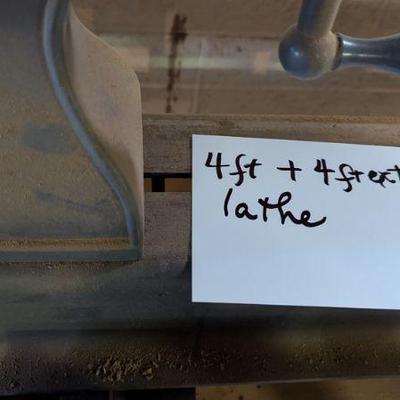 4ft + 4ft ext
lathe